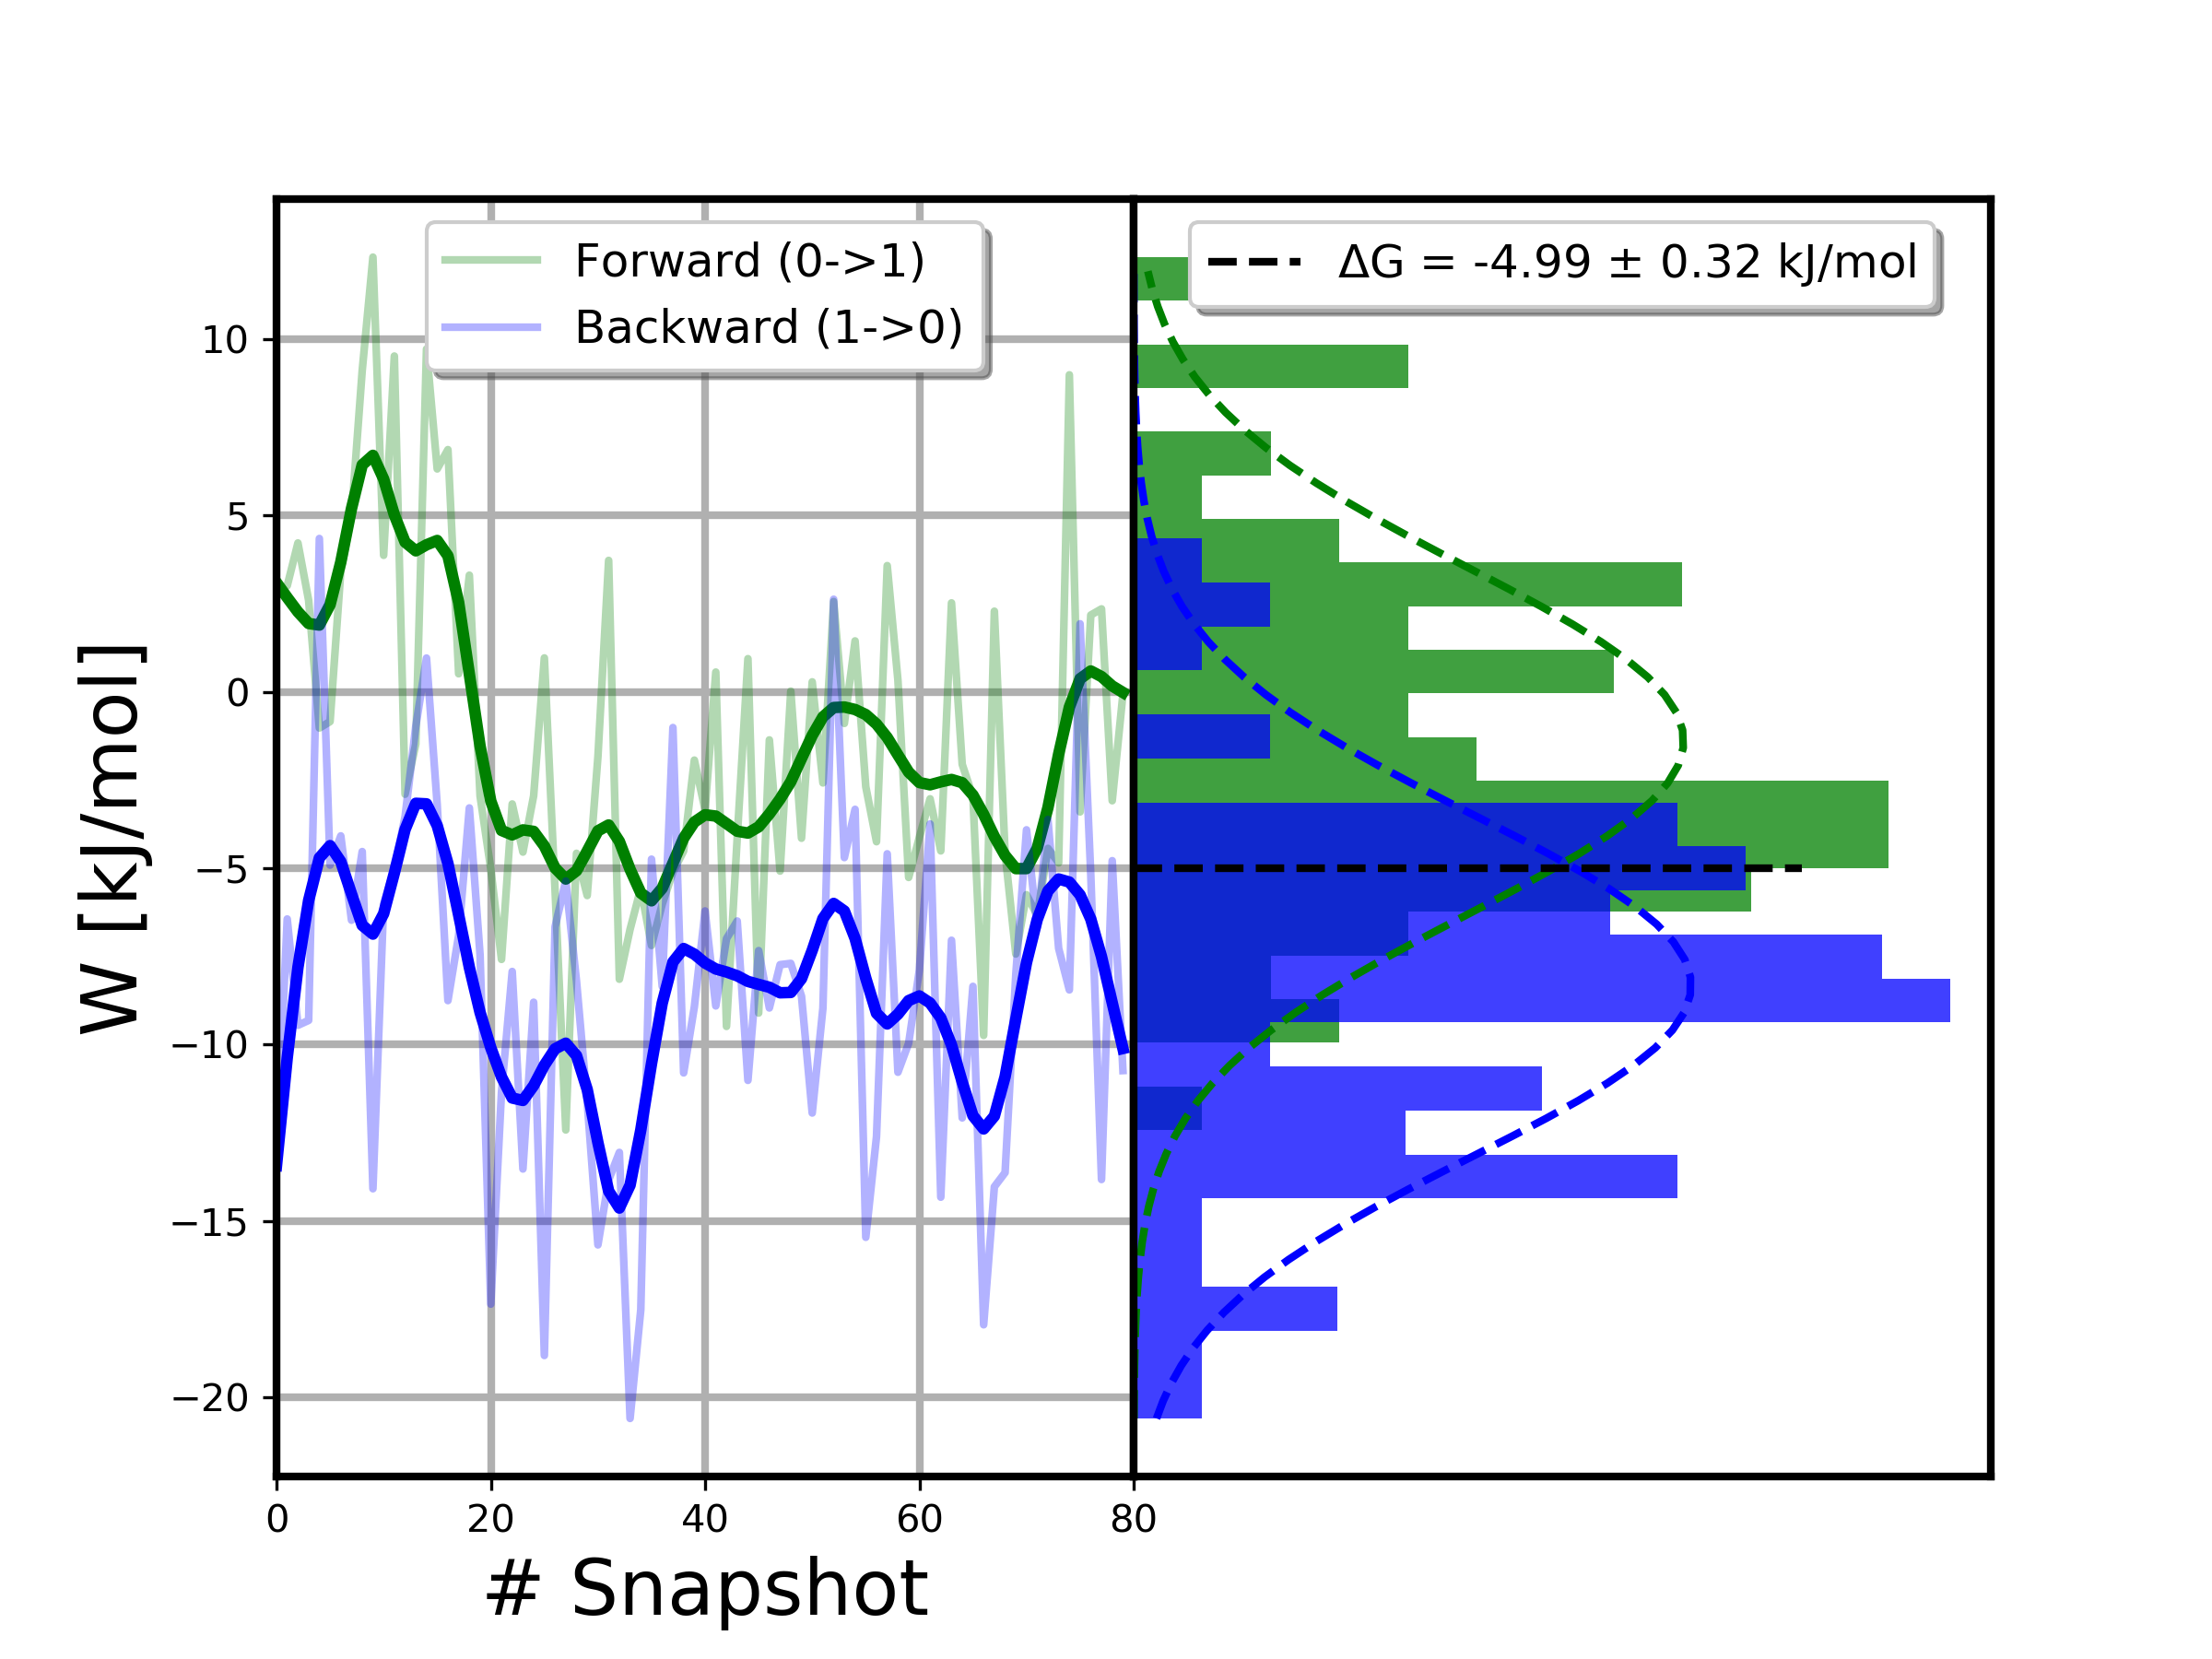 Forward (0->1)
Backward (1->0)
ΔG = -4.99 ± 0.32 kJ/mol
W [kJ/mol]
10
5
0
−5
−10
−15
−20
0 20 40 60 80
# Snapshot